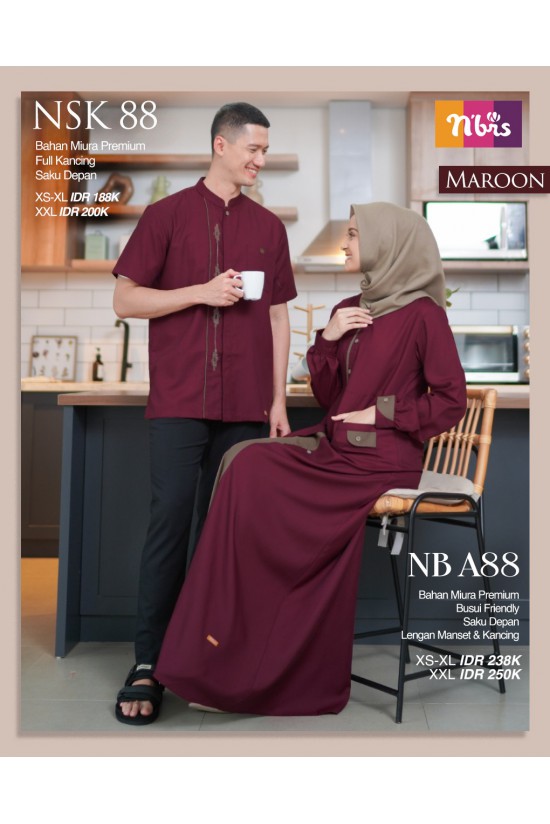 NSK 88
Bahan Miura Premium
Full Kancing
Saku Depan
XS-XL IDR 188K
XXL IDR 200K
n'brs
MAROON
NB A88
Bahan Miura Premium
Busui Friendly
Saku Depan
Lengan Manset & Kancing
XS-XL IDR 238K
XXL IDR 250K